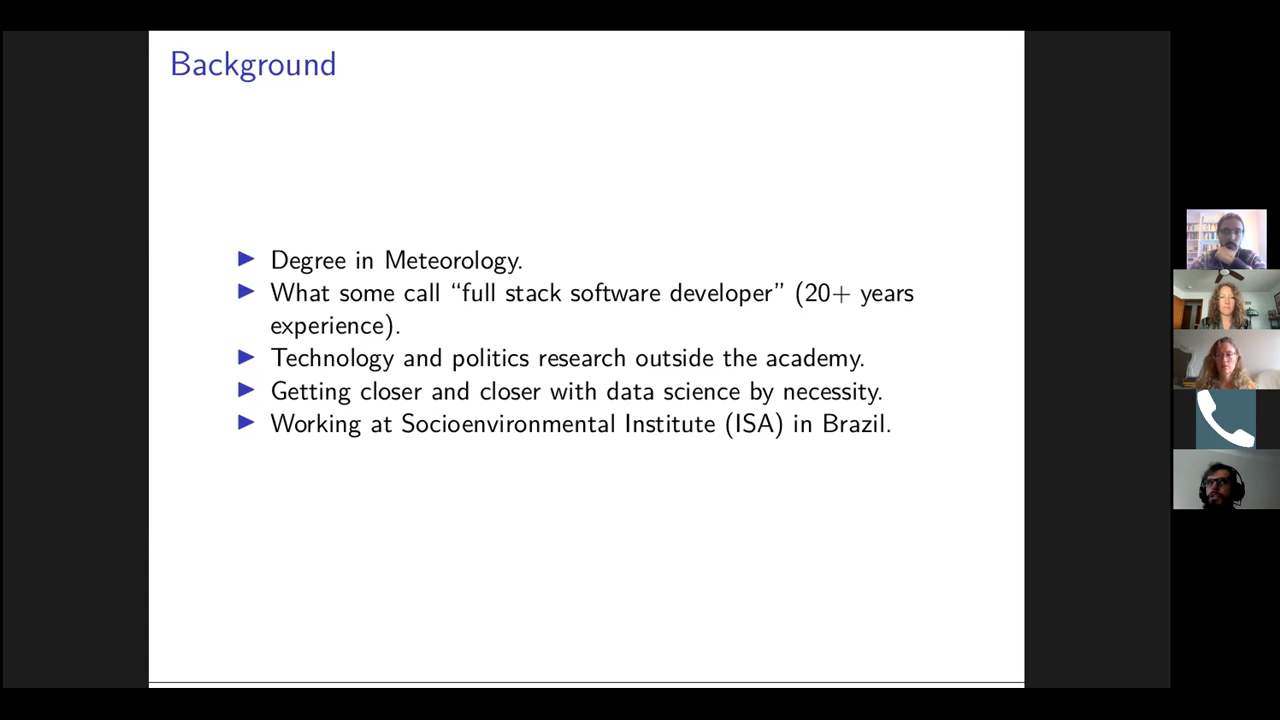 Background
Degree in Meteorology.
What some call “full stack software developer” (20+ years
experience).
Technology and politics research outside the academy.
Getting closer and closer with data science by necessity.
Working at Socioenvironmental Institute (ISA) in Brazil.